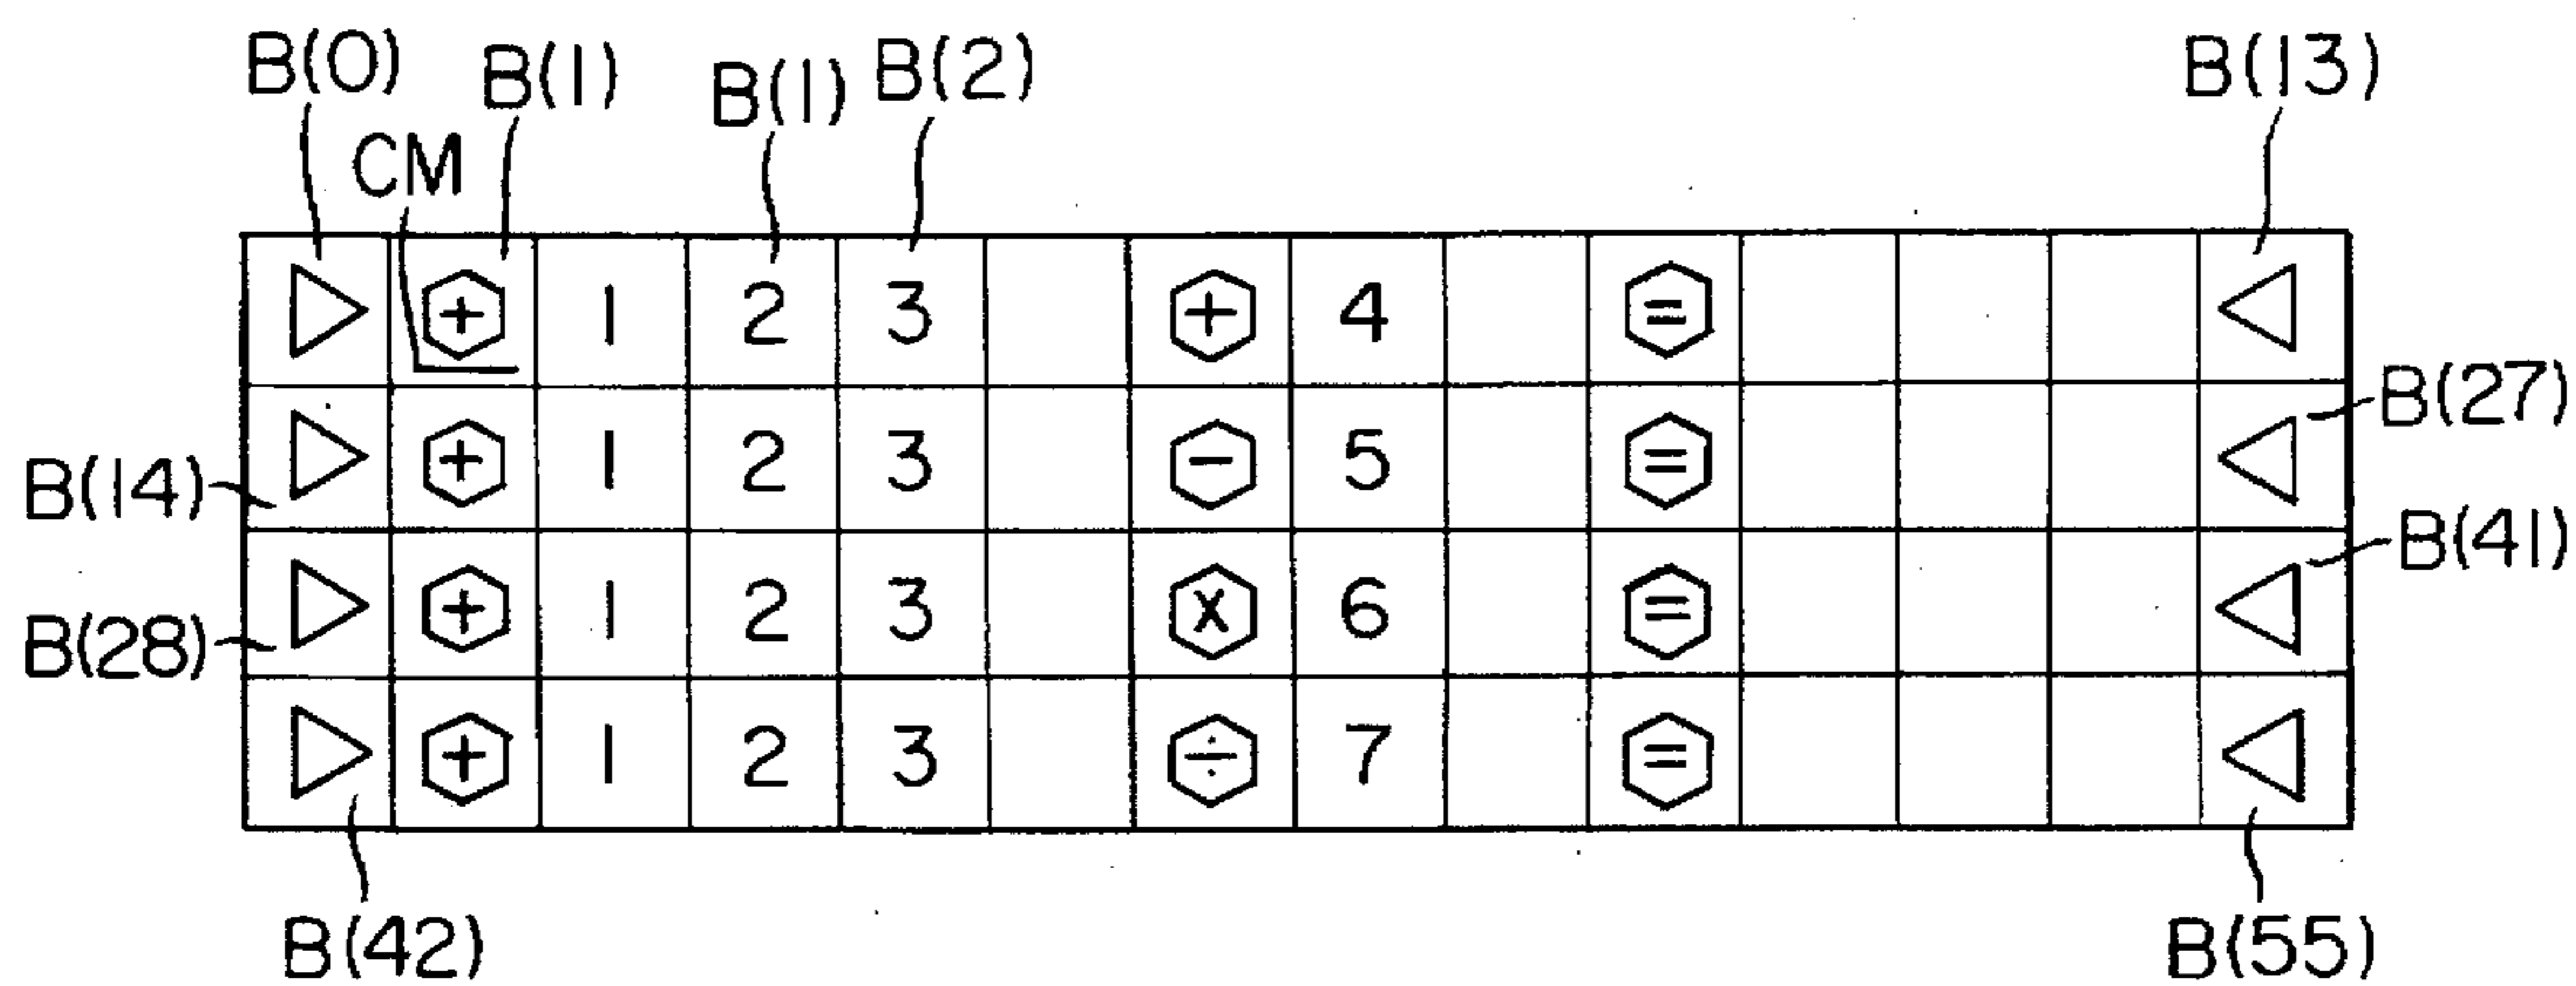 B(0) B(1) B(1) B(2) B(13)
CM
▷ + 1 2 3 + 4 = ◁
B(27)
▷ + 1 2 3 - 5 = ◁
B(14)
B(41)
▷ + 1 2 3 x 6 = ◁
B(28)
▷ + 1 2 3 ÷ 7 = ◁
B(42) B(55)